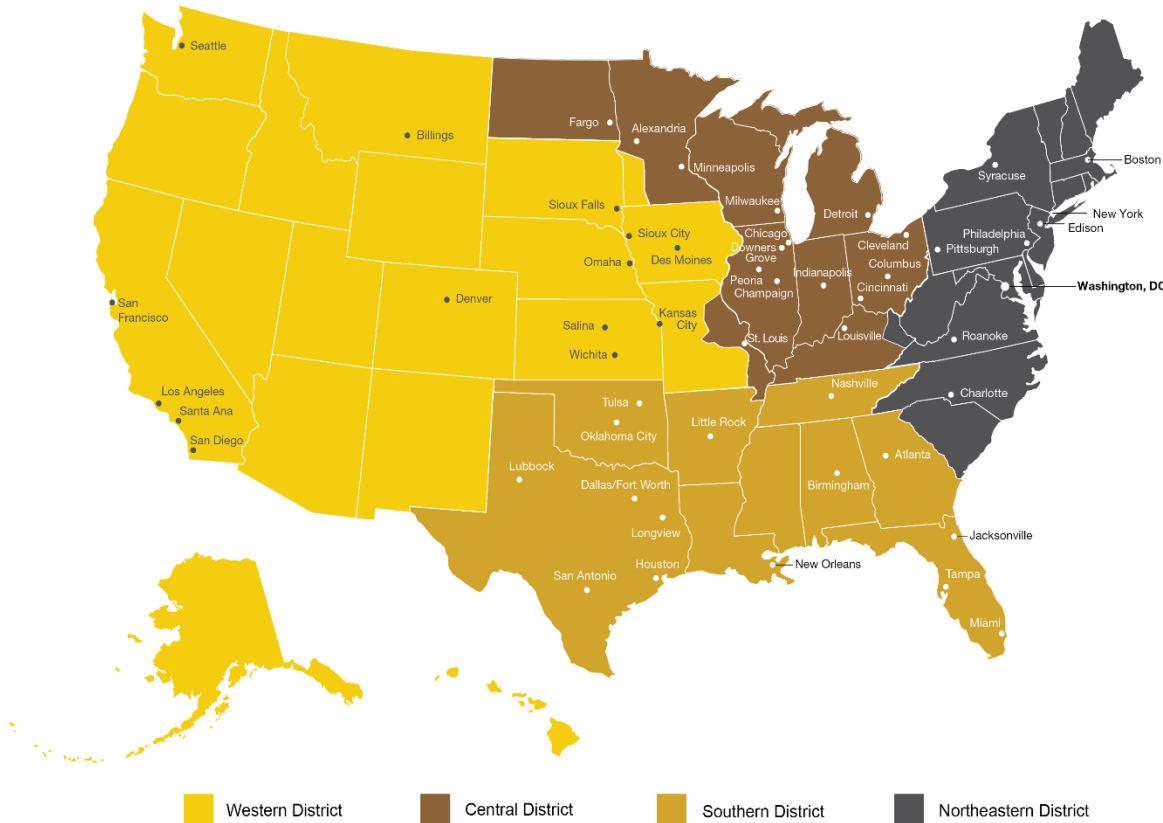 Seattle
Billings
Fargo
Alexandria
Minneapolis
Boston
Syracuse
Sioux Falls
Milwaukee
Detroit
New York
Edison
Sioux City
Chicago
Downers
Grove
Cleveland
Philadelphia
Pittsburgh
Des Moines
Omaha
Columbus
Indianapolis
Peoria
Champaign
Cincinnati
Washington, DC
San
Francisco
Denver
Salina
Kansas
City
St. Louis
Louisville
Roanoke
Wichita
Los Angeles
Santa Ana
San Diego
Tulsa
Oklahoma City
Little Rock
Nashville
Charlotte
Lubbock
Dallas/Fort Worth
Birmingham
Atlanta
Longview
Jacksonville
Houston
San Antonio
New Orleans
Tampa
Miami
Western District
Central District
Southern District
Northeastern District